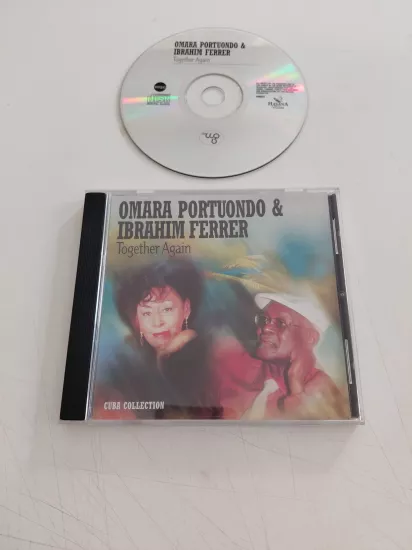 OMARA PORTUONDO &
IBRAHIM FERRER
Together Again
OMARA PORTUONDO &
IBRAHIM FERRER
Together Again
CUBA COLLECTION